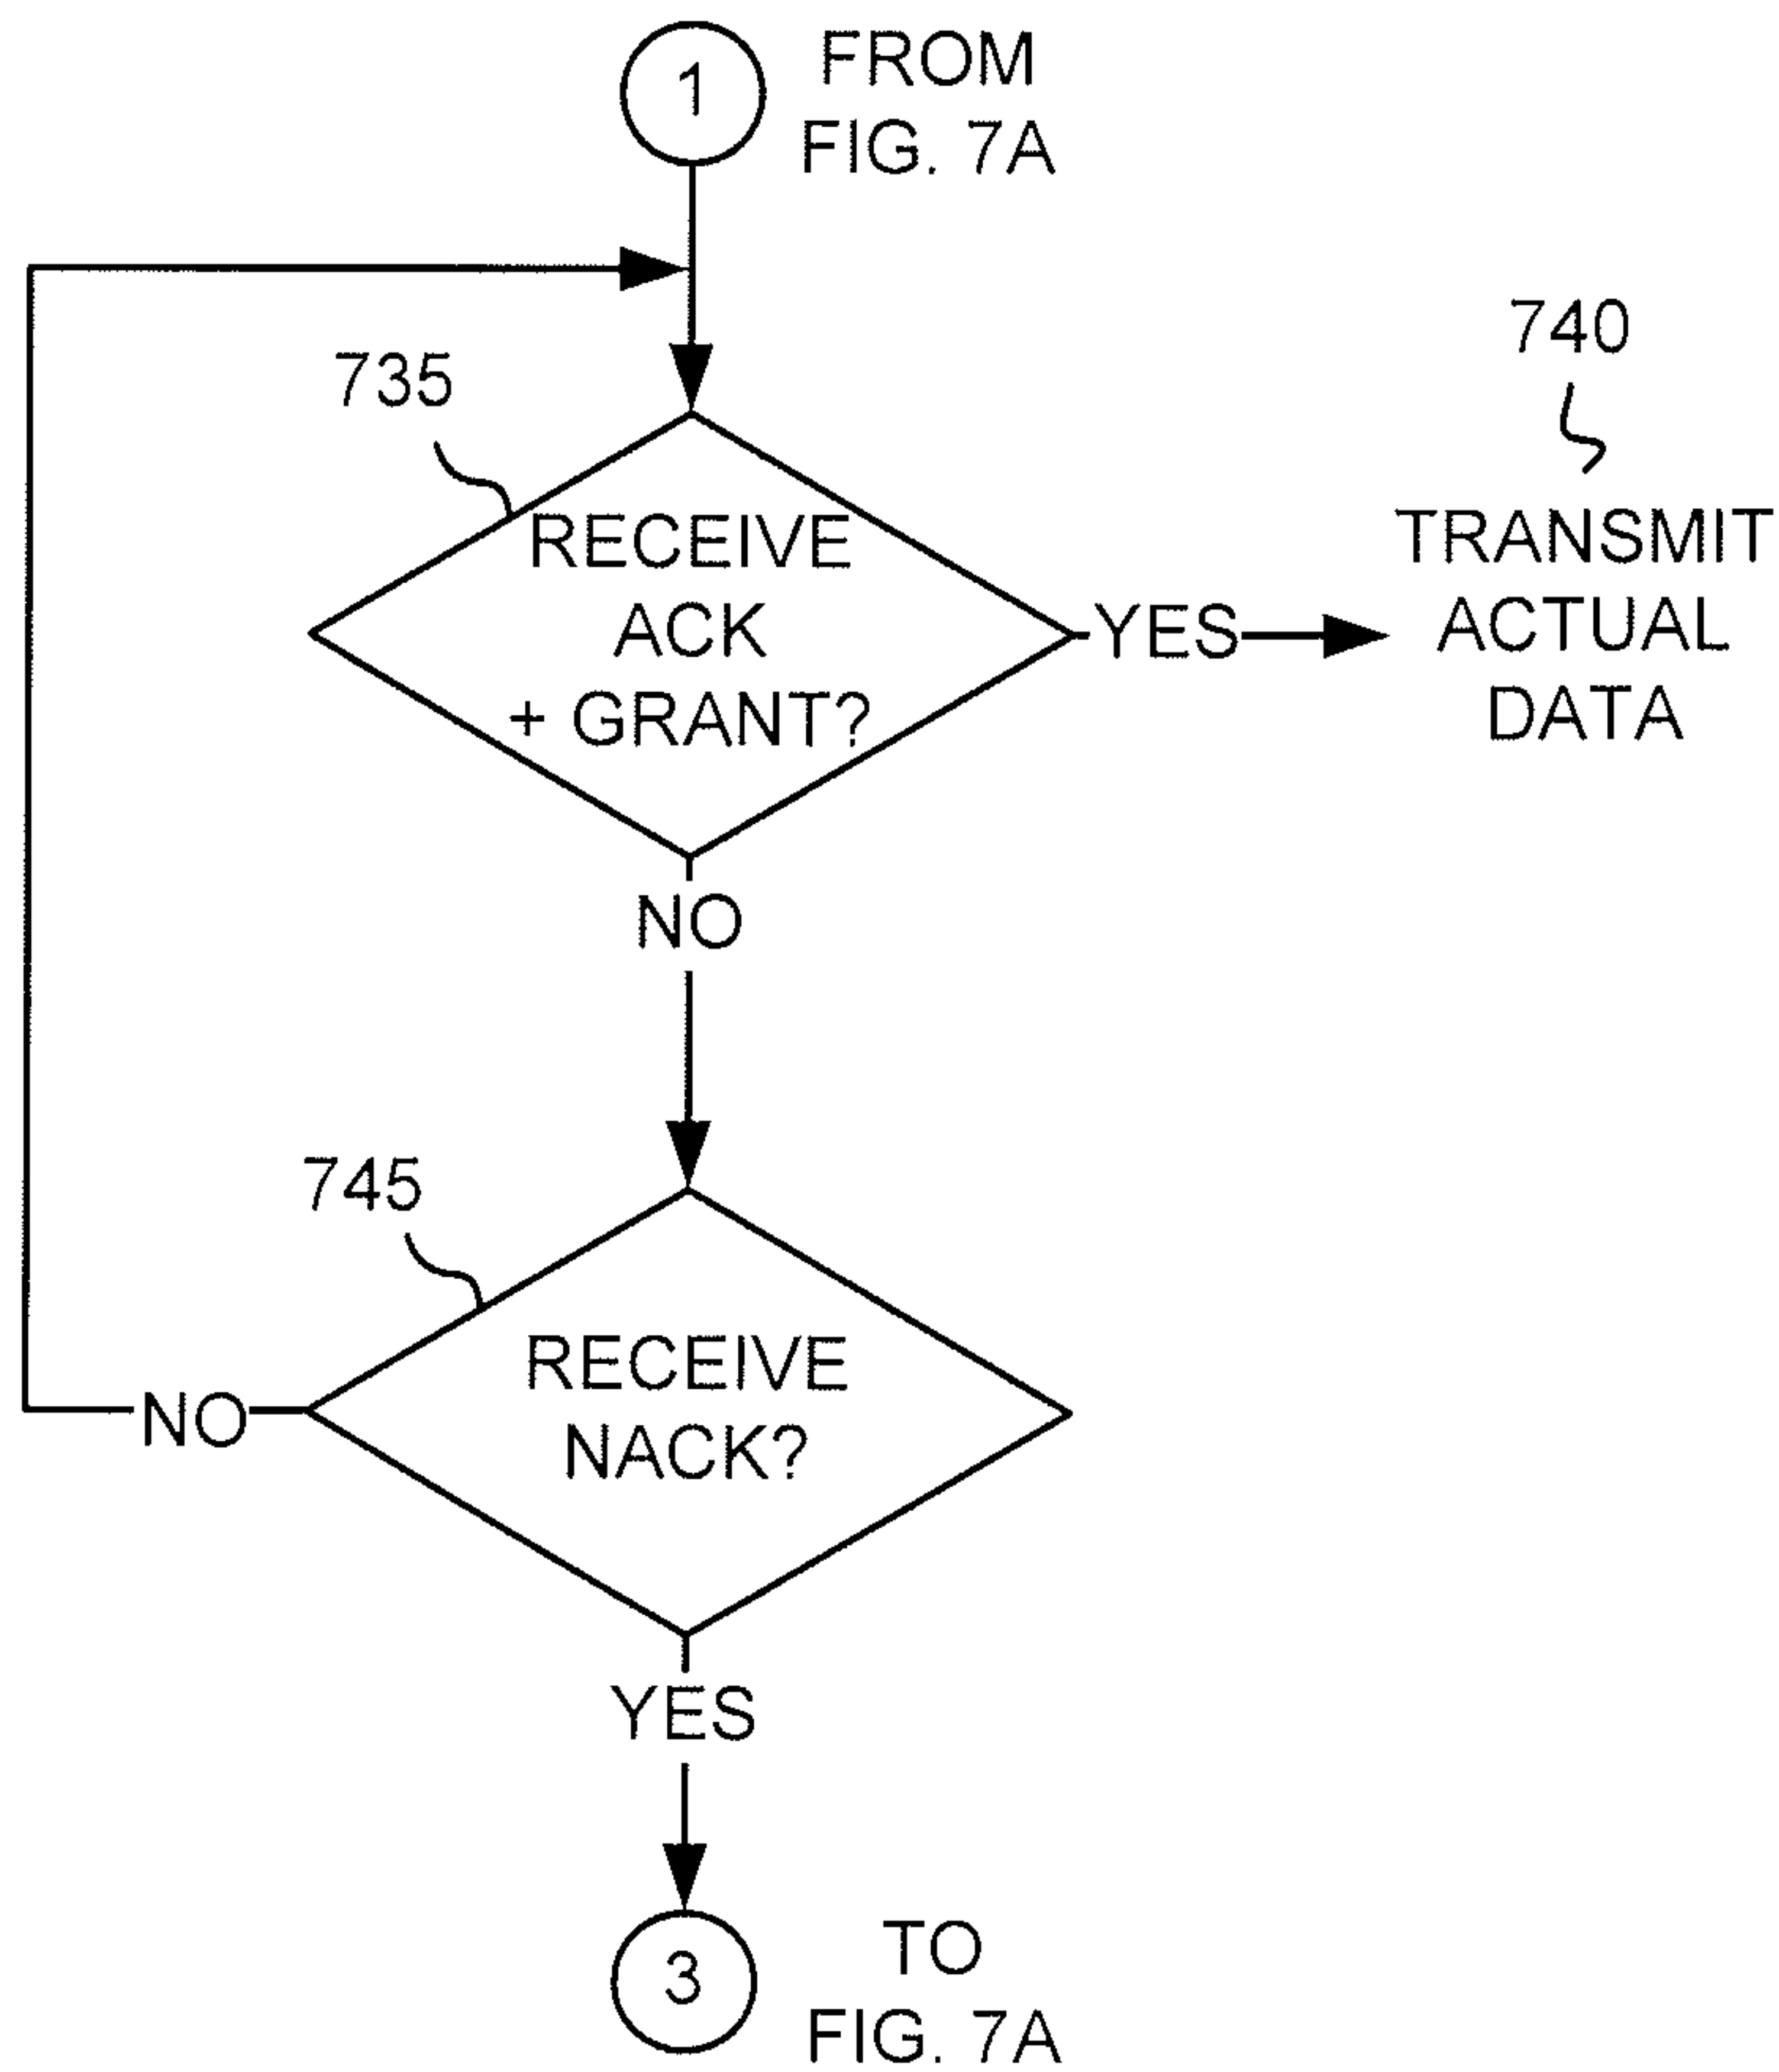 1
FROM
FIG. 7A
735
740
RECEIVE
ACK
+ GRANT?
YES
TRANSMIT
ACTUAL
DATA
NO
745
RECEIVE
NACK?
NO
YES
3
TO
FIG. 7A